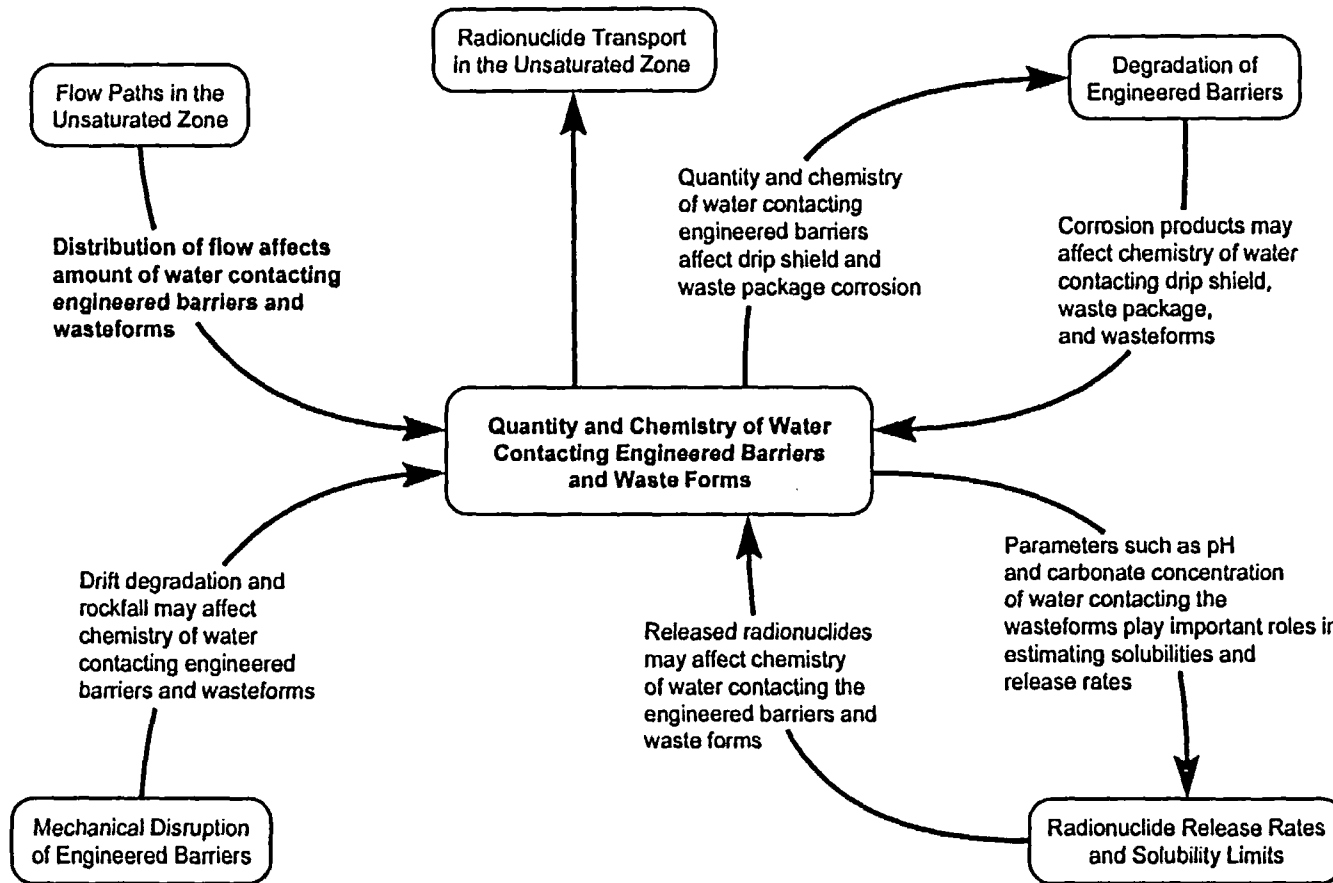 Radionuclide Transport
in the Unsaturated Zone
Flow Paths in the
Unsaturated Zone
Degradation of
Engineered Barriers
Distribution of flow affects
amount of water contacting
engineered barriers and
wasteforms
Quantity and chemistry
of water contacting
engineered barriers
affect drip shield and
waste package corrosion
Corrosion products may
affect chemistry of water
contacting drip shield,
waste package,
and wasteforms
Quantity and Chemistry of Water
Contacting Engineered Barriers
and Waste Forms
Drift degradation and
rockfall may affect
chemistry of water
contacting engineered
barriers and wasteforms
Released radionuclides
may affect chemistry
of water contacting the
engineered barriers and
waste forms
Parameters such as pH
and carbonate concentration
of water contacting the
wasteforms play important roles in
estimating solubilities and
release rates
Mechanical Disruption
of Engineered Barriers
Radionuclide Release Rates
and Solubility Limits